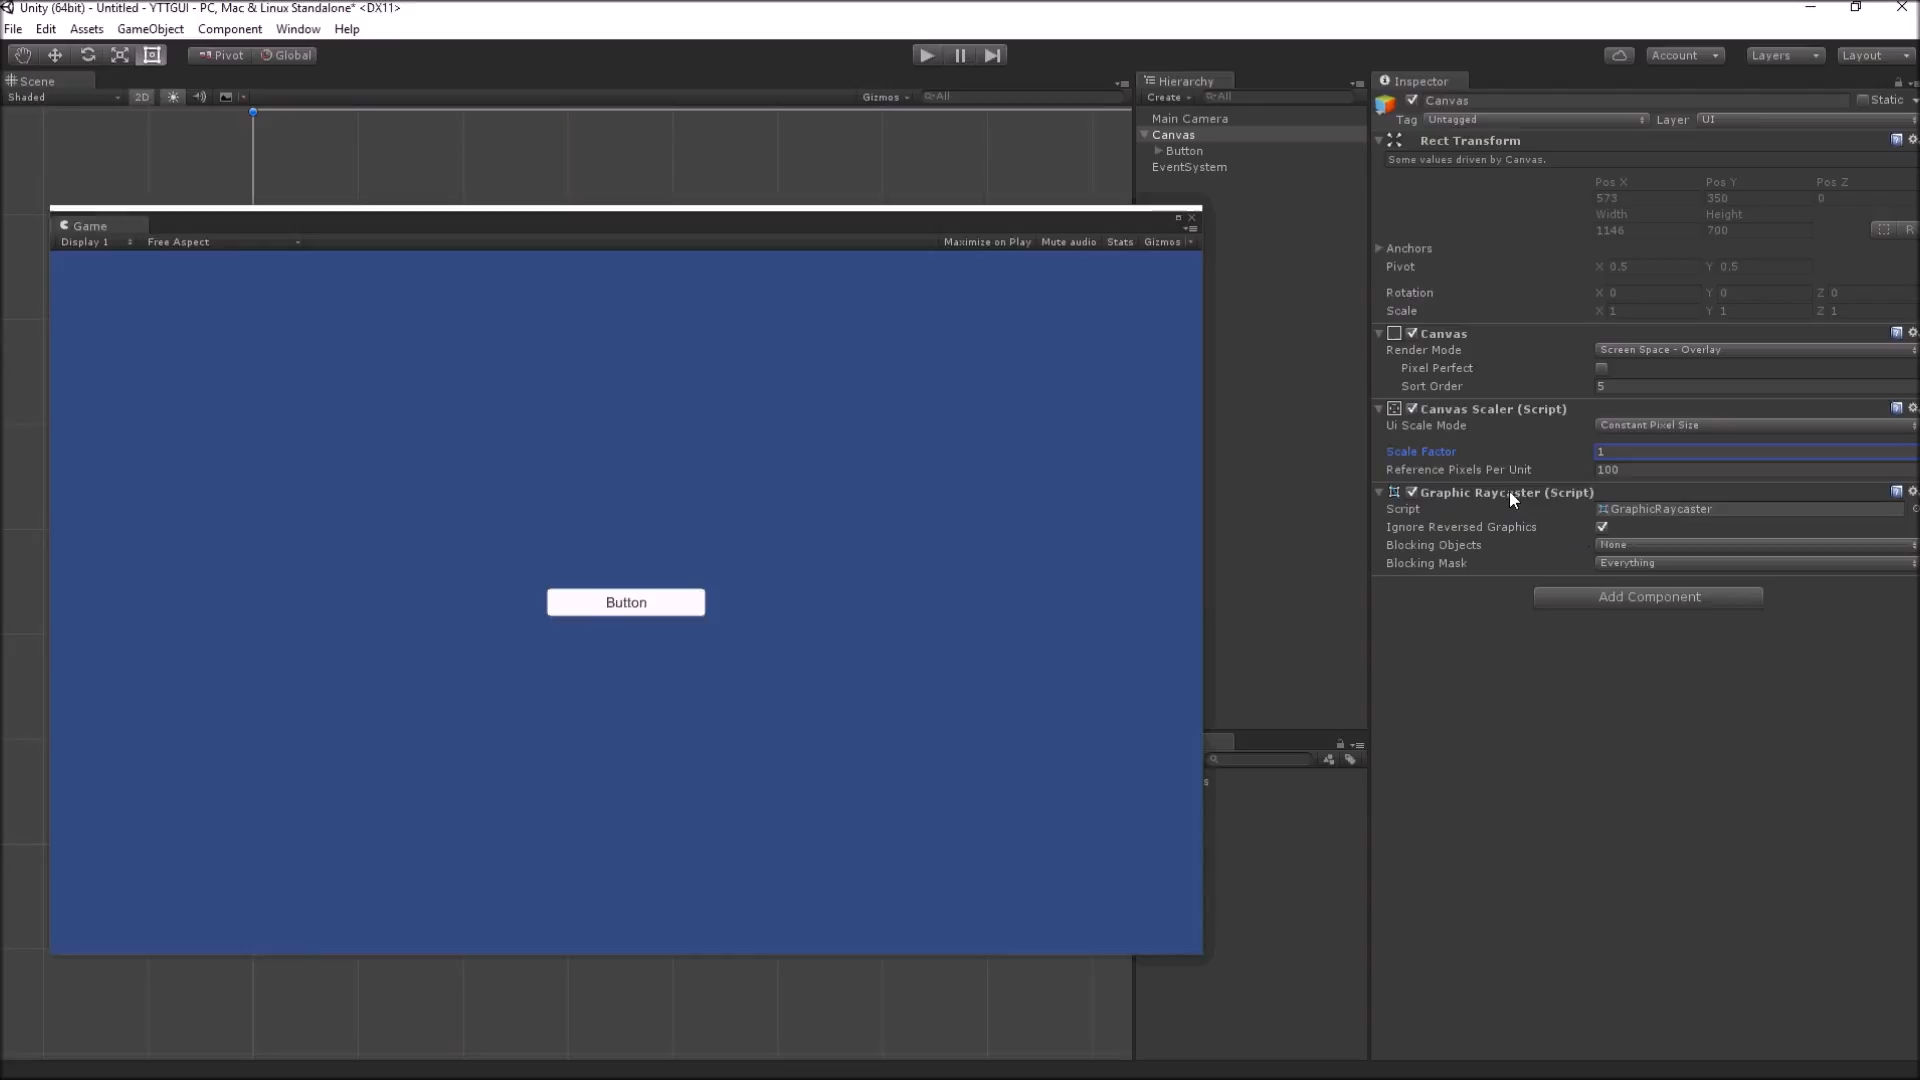 Unity (64bit) - Untitled - YTTGUI - PC, Mac & Linux Standalone* <DX11>
File Edit Assets GameObject Component Window Help
Pivot Global Account Layers Layout
Scene
Shaded 2D Gizmos All
Hierarchy
Create All
Main Camera
Canvas
Button
EventSystem
Game
Display 1 Free Aspect Maximize on Play Mute audio Stats Gizmos
Button
Inspector
Canvas Static
Tag Untagged Layer UI
Rect Transform
Some values driven by Canvas.
Pos X Pos Y Pos Z
573 350 0
Width Height
1146 700
R
Anchors
Pivot X 0.5 Y 0.5
Rotation X 0 Y 0 Z 0
Scale X 1 Y 1 Z 1
Canvas
Render Mode Screen Space - Overlay
Pixel Perfect
Sort Order 5
Canvas Scaler (Script)
Ui Scale Mode Constant Pixel Size
Scale Factor 1
Reference Pixels Per Unit 100
Graphic Raycaster (Script)
Script GraphicRaycaster
Ignore Reversed Graphics
Blocking Objects None
Blocking Mask Everything
Add Component